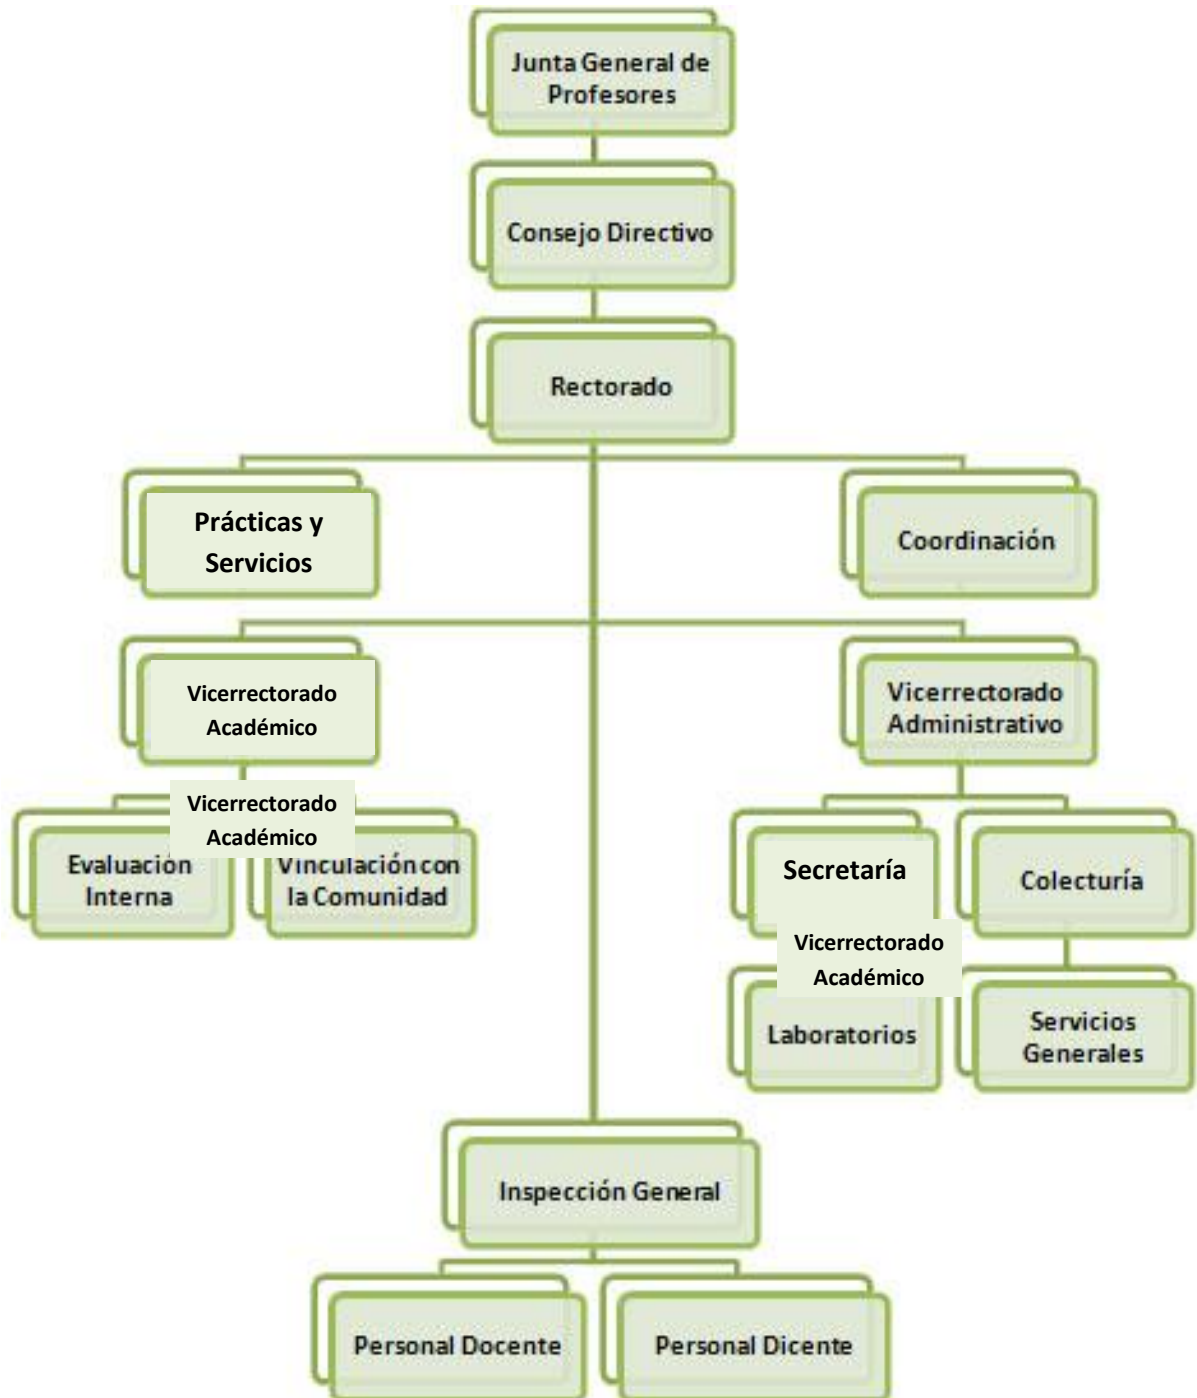 Junta General de
Profesores
Consejo Directivo
Rectorado
Prácticas y
Servicios
Coordinación
Vicerrectorado
Académico
Vicerrectorado
Administrativo
Vicerrectorado
Académico
Evaluación
Interna
Vinculación con
la Comunidad
Secretaría
Colecturía
Vicerrectorado
Académico
Laboratorios
Servicios
Generales
Inspección General
Personal Docente
Personal Dicente